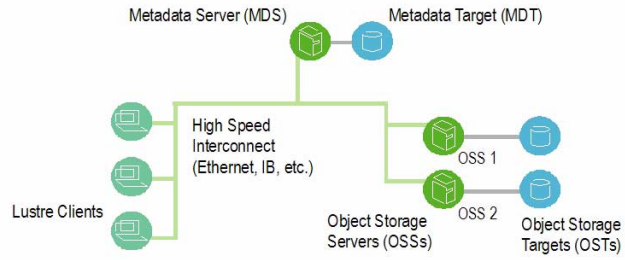 Metadata Server (MDS)
Metadata Target (MDT)
High Speed
Interconnect
(Ethernet, IB, etc.)
OSS 1
Lustre Clients
OSS 2
Object Storage
Servers (OSSs)
Object Storage
Targets (OSTs)